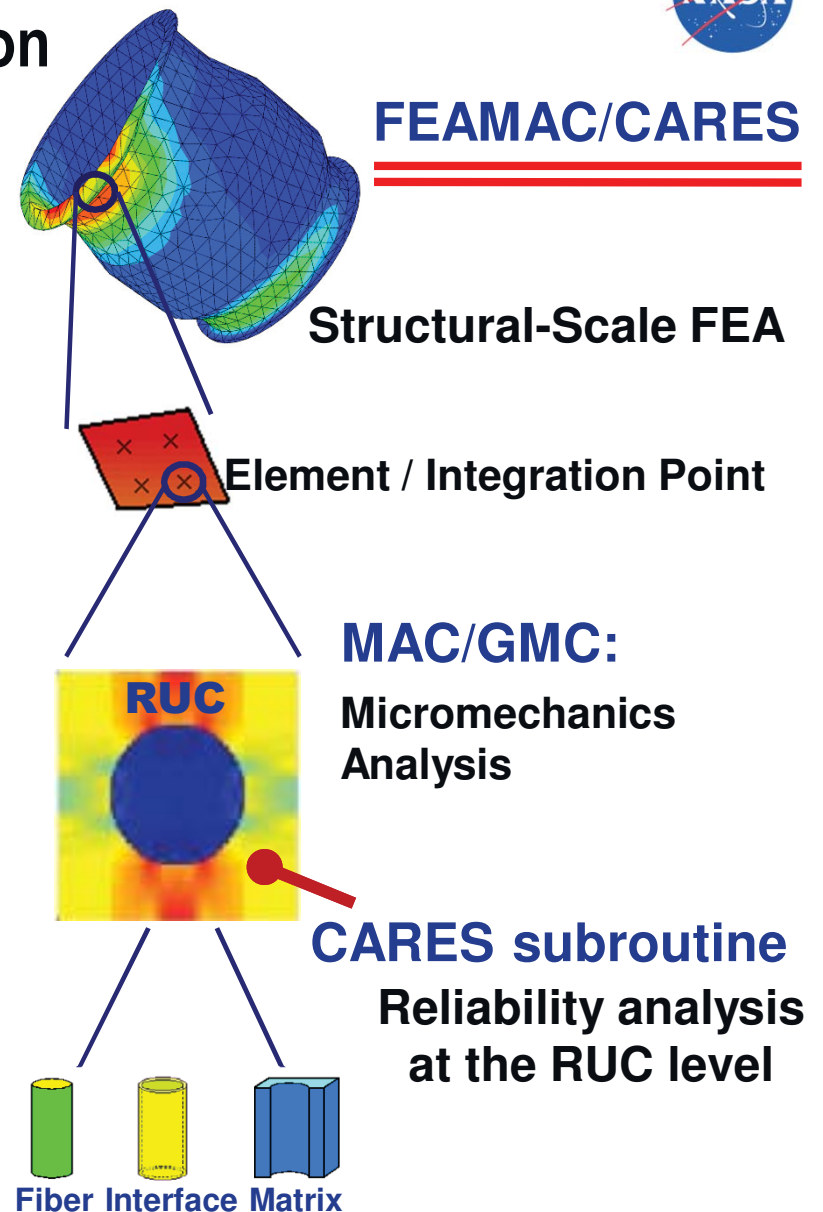 on
NASA
FEAMAC/CARES
Structural-Scale FEA
Element / Integration Point
MAC/GMC:
RUC
Micromechanics
Analysis
CARES subroutine
Reliability analysis
at the RUC level
Fiber Interface Matrix